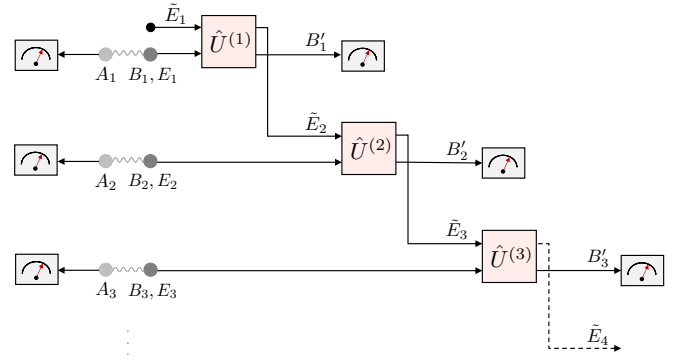 Ẽ₁
Û⁽¹⁾
B′₁
A₁
B₁, E₁
Ẽ₂
Û⁽²⁾
B′₂
A₂
B₂, E₂
Ẽ₃
Û⁽³⁾
B′₃
A₃
B₃, E₃
Ẽ₄